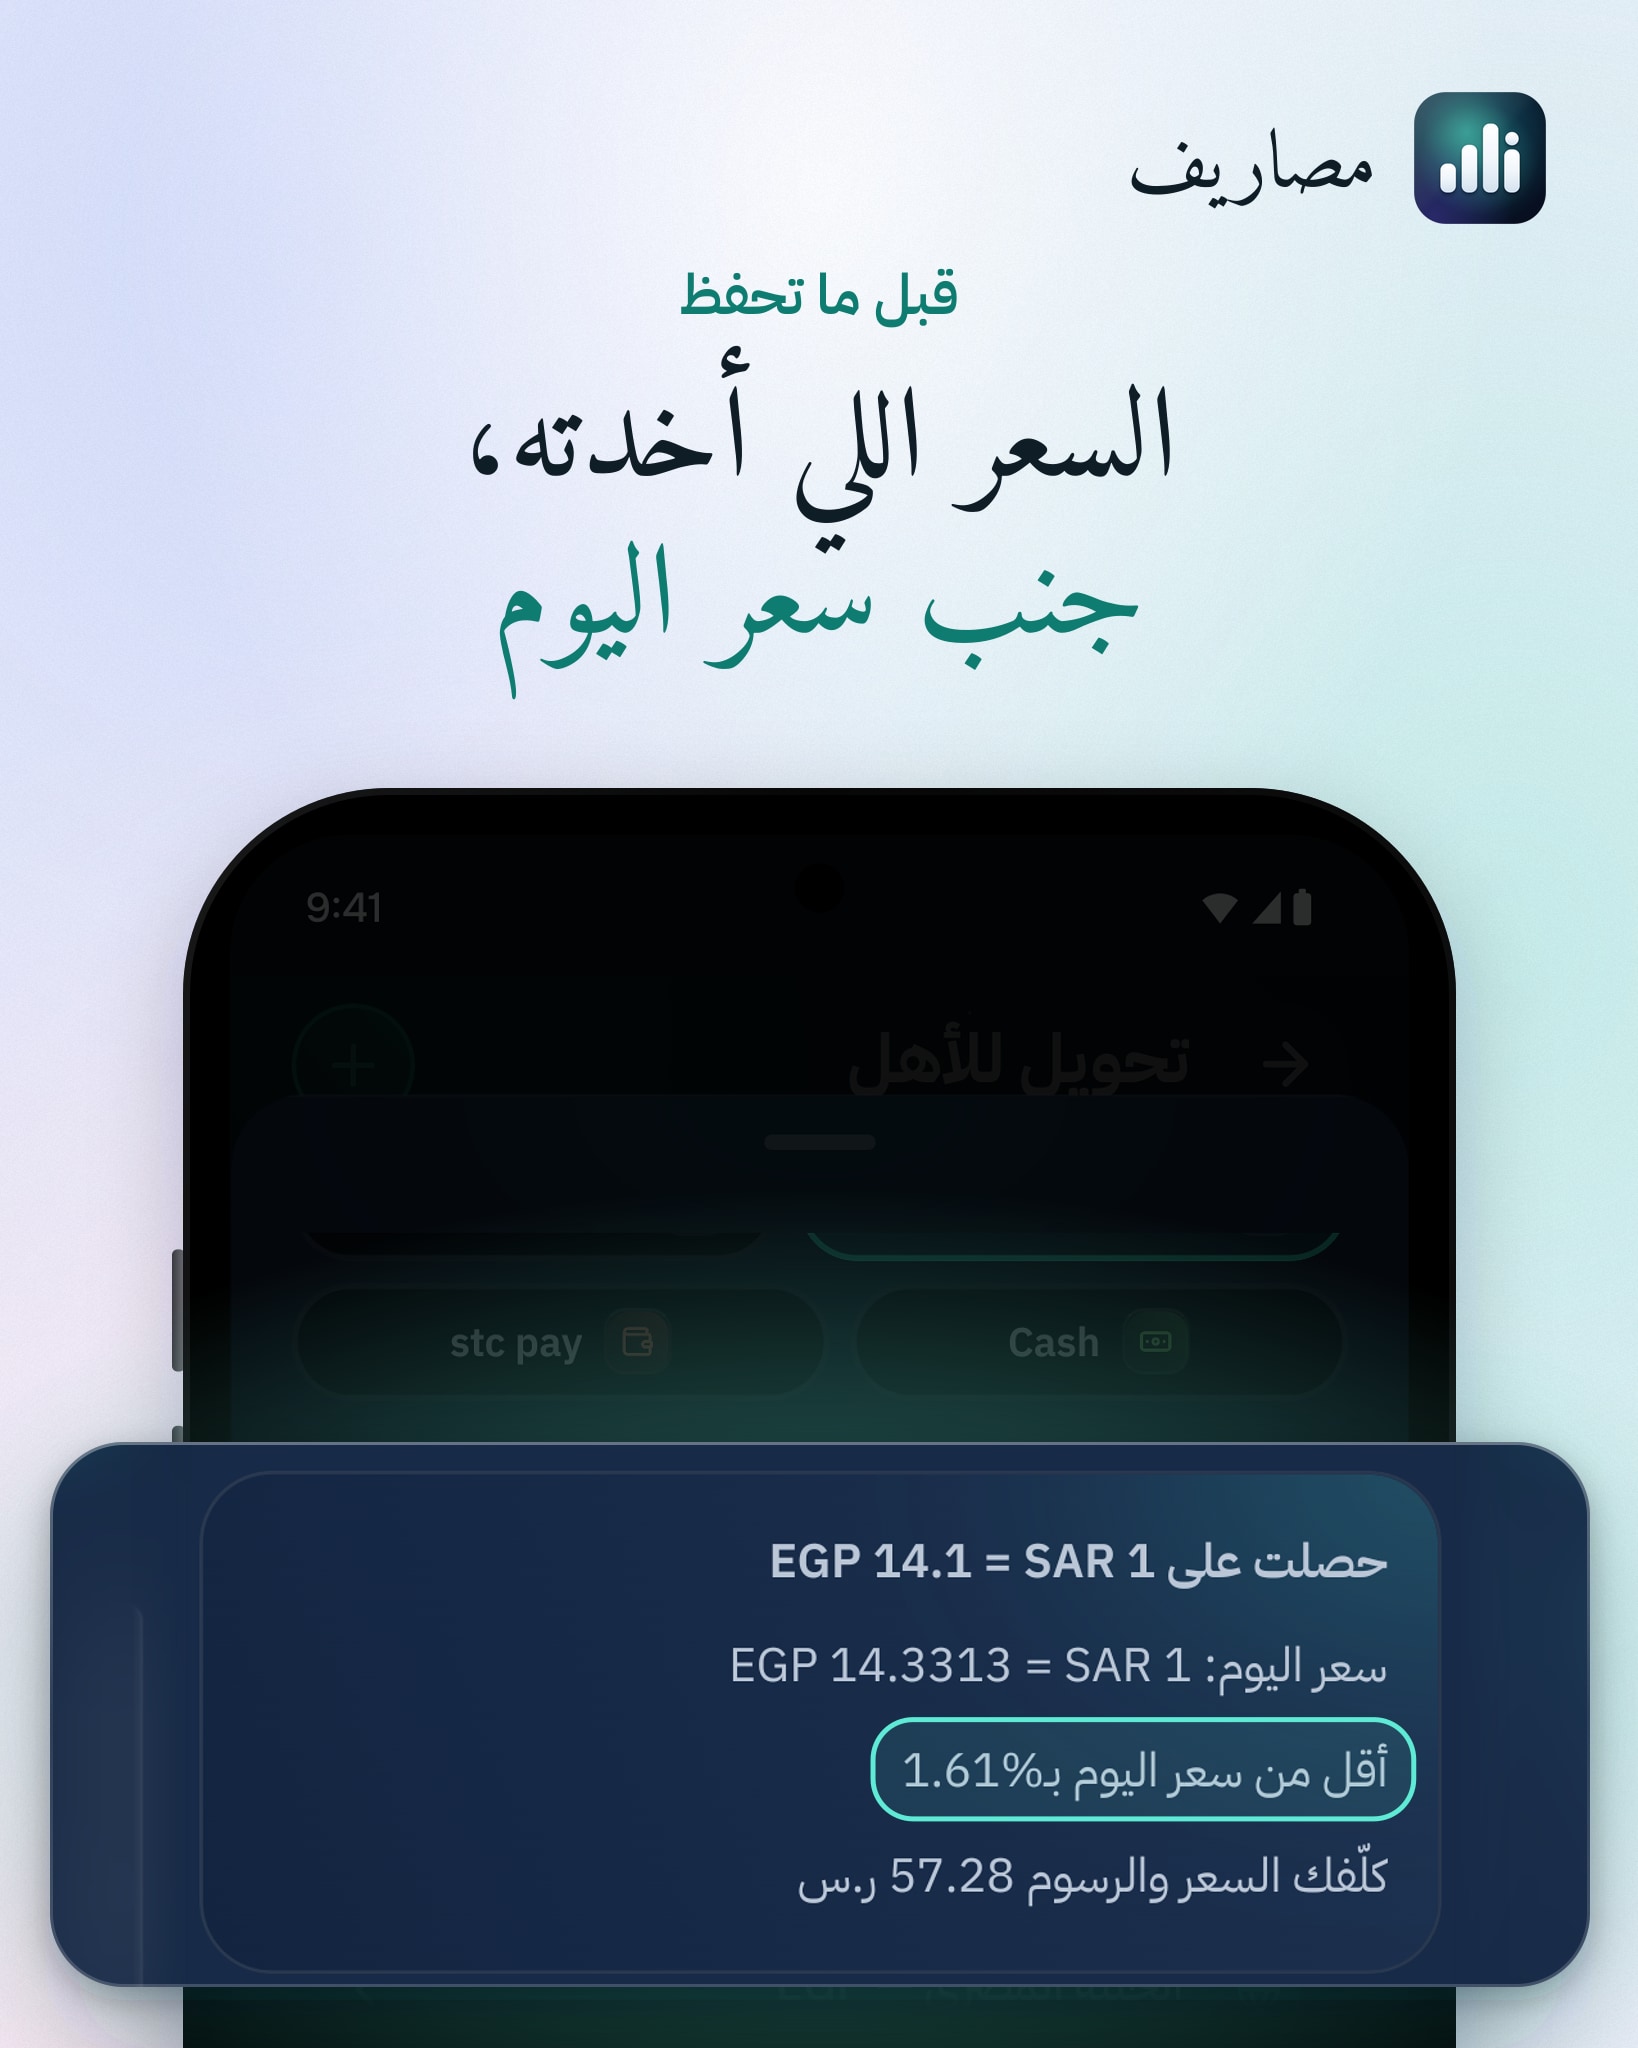 مصاريف
قبل ما تحفظ
السعر اللي أخدته،
جنب سعر اليوم
9:41
تحويل للأهل
Cash
stc pay
حصلت على 1 SAR = 14.1 EGP
سعر اليوم: 1 SAR = 14.3313 EGP
أقل من سعر اليوم بـ1.61%
كلّفك السعر والرسوم 57.28 ر.س